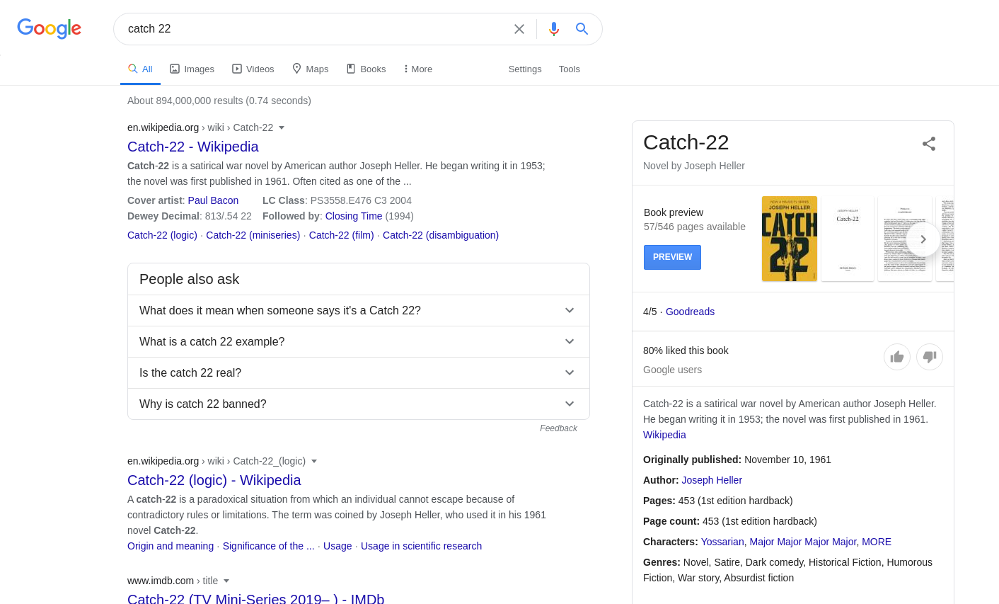 Google
catch 22
All
Images
Videos
Maps
Books
More
Settings
Tools
About 894,000,000 results (0.74 seconds)
en.wikipedia.org › wiki › Catch-22
Catch-22 - Wikipedia
Catch-22 is a satirical war novel by American author Joseph Heller. He began writing it in 1953;
the novel was first published in 1961. Often cited as one of the ...
Cover artist: Paul Bacon LC Class: PS3558.E476 C3 2004
Dewey Decimal: 813/.54 22 Followed by: Closing Time (1994)
Catch-22 (logic) · Catch-22 (miniseries) · Catch-22 (film) · Catch-22 (disambiguation)
People also ask
What does it mean when someone says it's a Catch 22?
What is a catch 22 example?
Is the catch 22 real?
Why is catch 22 banned?
Feedback
en.wikipedia.org › wiki › Catch-22_(logic)
Catch-22 (logic) - Wikipedia
A catch-22 is a paradoxical situation from which an individual cannot escape because of
contradictory rules or limitations. The term was coined by Joseph Heller, who used it in his 1961
novel Catch-22.
Origin and meaning · Significance of the ... · Usage · Usage in scientific research
www.imdb.com › title
Catch-22 (TV Mini-Series 2019– ) - IMDb
Catch-22
Novel by Joseph Heller
Book preview
57/546 pages available
PREVIEW
NOW A MAJOR TV SERIES
JOSEPH HELLER
CATCH
22
JOSEPH HELLER
Catch-22
4/5 · Goodreads
80% liked this book
Google users
Catch-22 is a satirical war novel by American author Joseph Heller.
He began writing it in 1953; the novel was first published in 1961.
Wikipedia
Originally published: November 10, 1961
Author: Joseph Heller
Pages: 453 (1st edition hardback)
Page count: 453 (1st edition hardback)
Characters: Yossarian, Major Major Major Major, MORE
Genres: Novel, Satire, Dark comedy, Historical Fiction, Humorous
Fiction, War story, Absurdist fiction